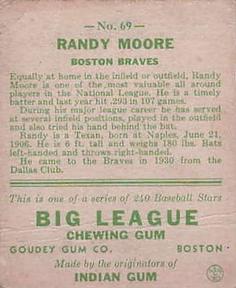 No. 69
RANDY MOORE
BOSTON BRAVES
Equally at home in the infield or outfield, Randy
Moore is one of the most valuable all around
players in the National League. He is a timely
batter and last year hit .293 in 107 games.
During his major league career he has served
at several infield positions, played in the outfield
and also tried his hand behind the bat.
Randy is a Texan, born at Naples, June 21,
1906. He is 6 ft. tall and weighs 180 lbs. Bats
left-handed and throws right-handed.
He came to the Braves in 1930 from the
Dallas Club.
This is one of a series of 240 Baseball Stars
BIG LEAGUE
CHEWING GUM
GOUDEY GUM CO. BOSTON
Made by the originators of
INDIAN GUM